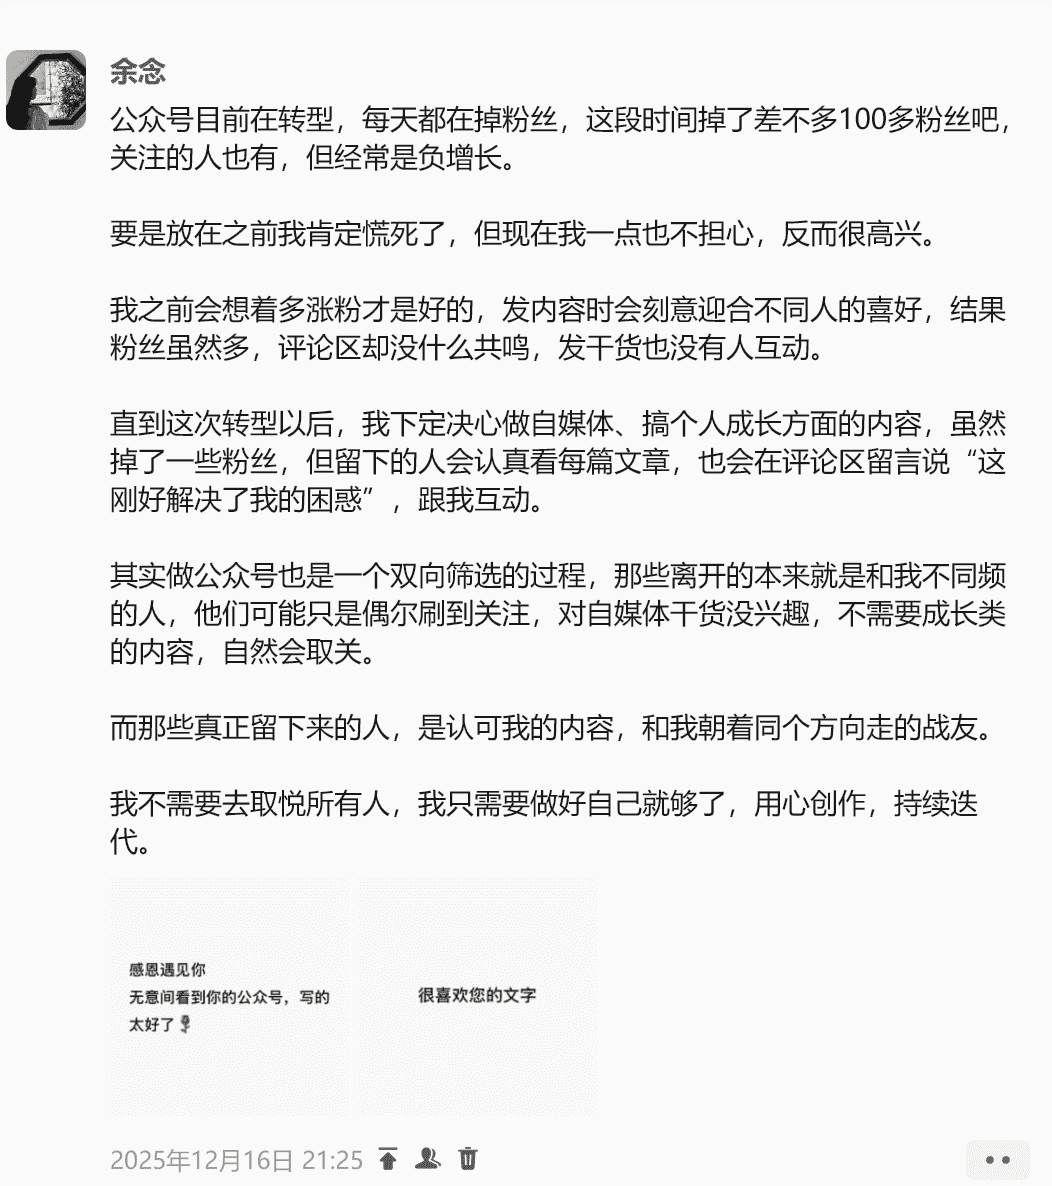 余念
公众号目前在转型，每天都在掉粉丝，这段时间掉了差不多100多粉丝吧，
关注的人也有，但经常是负增长。
要是放在之前我肯定慌死了，但现在我一点也不担心，反而很高兴。
我之前会想着多涨粉才是好的，发内容时会刻意迎合不同人的喜好，结果
粉丝虽然多，评论区却没什么共鸣，发干货也没有人互动。
直到这次转型以后，我下定决心做自媒体、搞个人成长方面的内容，虽然
掉了一些粉丝，但留下的人会认真看每篇文章，也会在评论区留言说“这
刚好解决了我的困惑”，跟我互动。
其实做公众号也是一个双向筛选的过程，那些离开的本来就是和我不同频
的人，他们可能只是偶尔刷到关注，对自媒体干货没兴趣，不需要成长类
的内容，自然会取关。
而那些真正留下来的人，是认可我的内容，和我朝着同个方向走的战友。
我不需要去取悦所有人，我只需要做好自己就够了，用心创作，持续迭
代。
感恩遇见你
无意间看到你的公众号，写的
太好了🌹
很喜欢您的文字
2025年12月16日 21:25